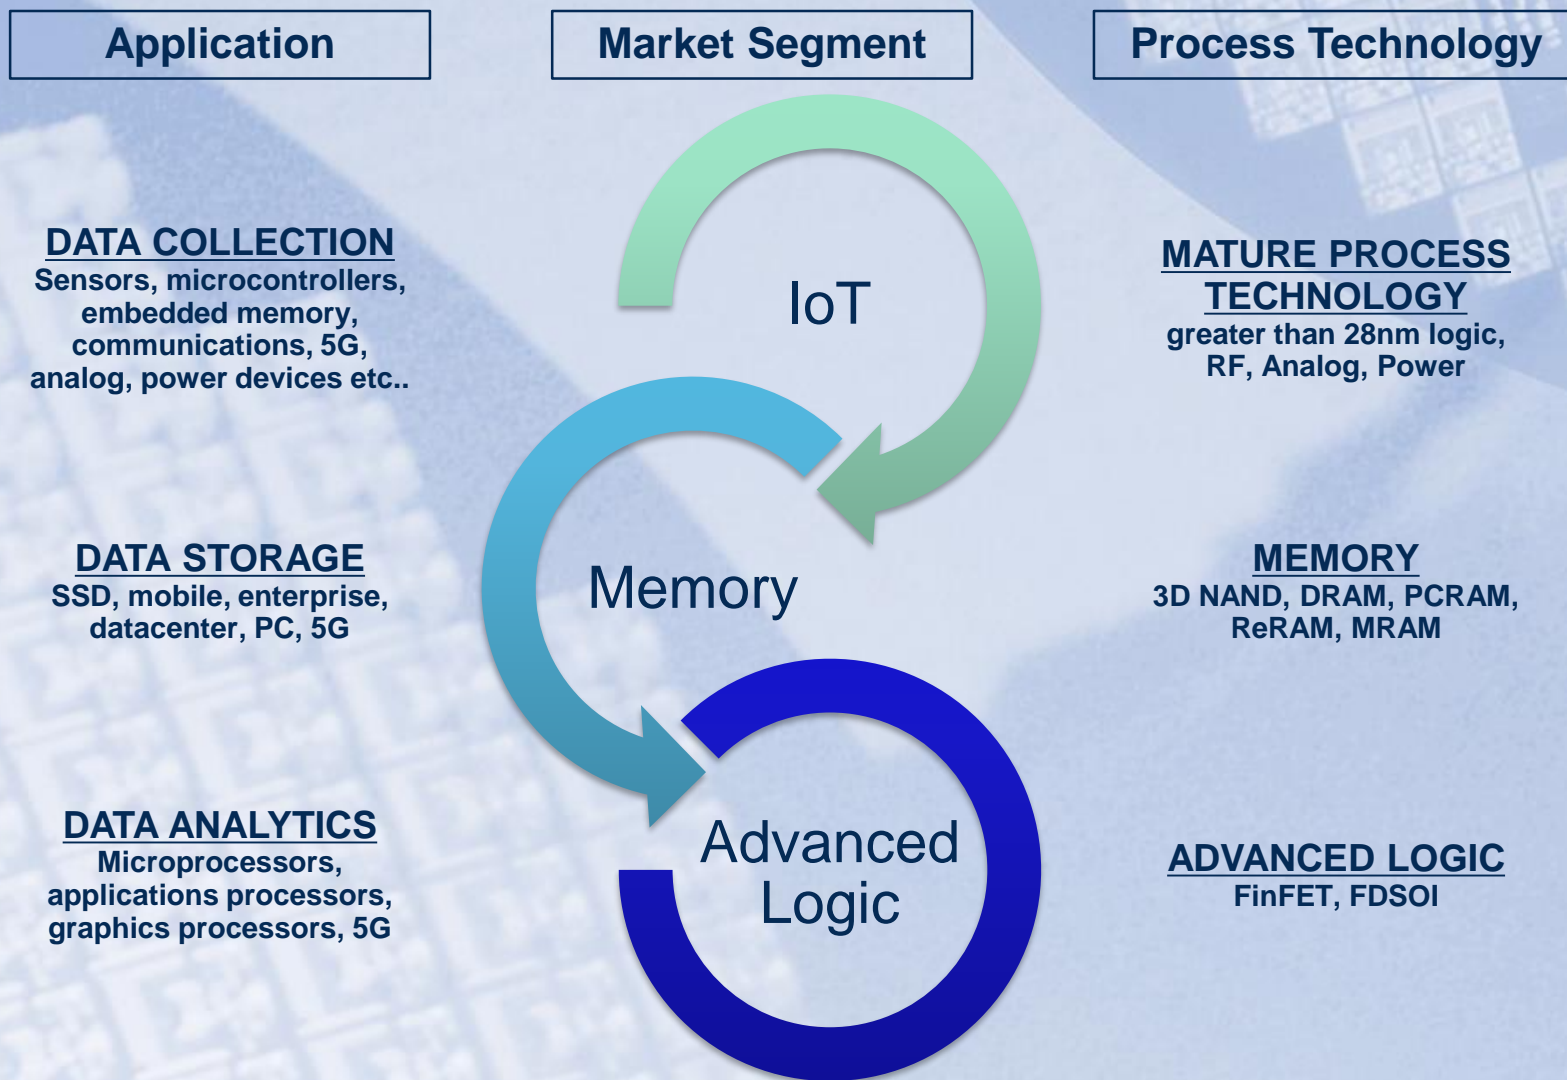 Application
Market Segment
Process Technology
DATA COLLECTION
Sensors, microcontrollers,
embedded memory,
communications, 5G,
analog, power devices etc..
IoT
MATURE PROCESS
TECHNOLOGY
greater than 28nm logic,
RF, Analog, Power
DATA STORAGE
SSD, mobile, enterprise,
datacenter, PC, 5G
Memory
MEMORY
3D NAND, DRAM, PCRAM,
ReRAM, MRAM
DATA ANALYTICS
Microprocessors,
applications processors,
graphics processors, 5G
Advanced
Logic
ADVANCED LOGIC
FinFET, FDSOI